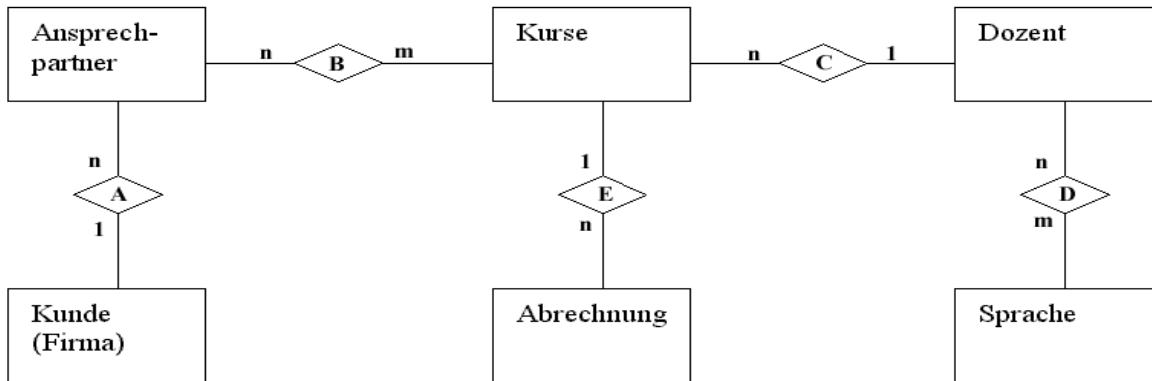 Ansprech-
partner
n
B
m
Kurse
n
C
1
Dozent
n
A
1
1
E
n
n
D
m
Kunde
(Firma)
Abrechnung
Sprache